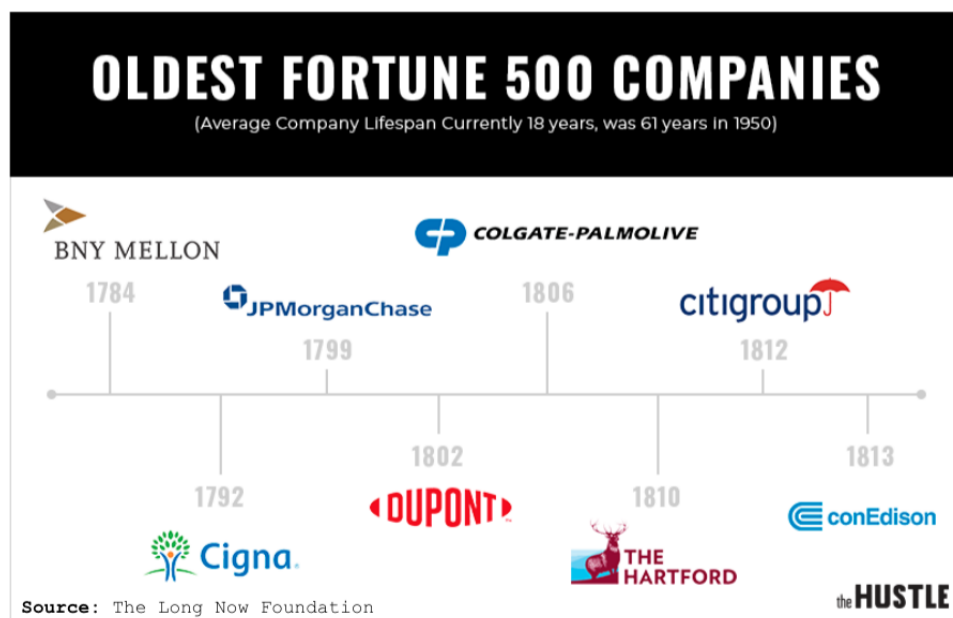 OLDEST FORTUNE 500 COMPANIES
(Average Company Lifespan Currently 18 years, was 61 years in 1950)
BNY MELLON
1784
JPMorganChase
1799
COLGATE-PALMOLIVE
1806
citigroup
1812
1792
Cigna
1802
DUPONT
1810
THE
HARTFORD
1813
conEdison
Source: The Long Now Foundation
the HUSTLE